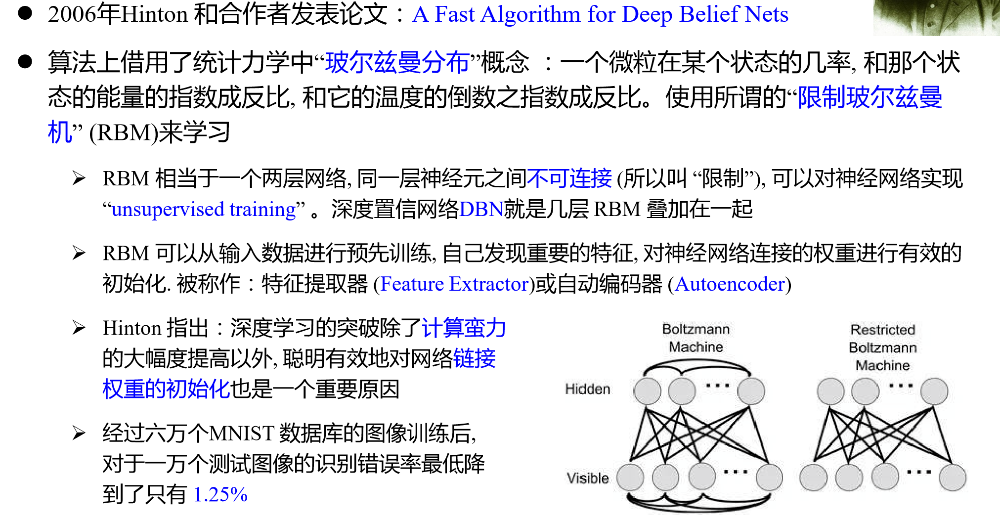 ● 2006年Hinton 和合作者发表论文：A Fast Algorithm for Deep Belief Nets
● 算法上借用了统计力学中“玻尔兹曼分布”概念 ：一个微粒在某个状态的几率, 和那个状
态的能量的指数成反比, 和它的温度的倒数之指数成反比。使用所谓的“限制玻尔兹曼
机” (RBM)来学习
➢ RBM 相当于一个两层网络, 同一层神经元之间不可连接 (所以叫 “限制”), 可以对神经网络实现
“unsupervised training” 。深度置信网络DBN就是几层 RBM 叠加在一起
➢ RBM 可以从输入数据进行预先训练, 自己发现重要的特征, 对神经网络连接的权重进行有效的
初始化. 被称作：特征提取器 (Feature Extractor)或自动编码器 (Autoencoder)
➢ Hinton 指出：深度学习的突破除了计算蛮力
的大幅度提高以外, 聪明有效地对网络链接
权重的初始化也是一个重要原因
➢ 经过六万个MNIST 数据库的图像训练后,
对于一万个测试图像的识别错误率最低降
到了只有 1.25%
Boltzmann
Machine
Restricted
Boltzmann
Machine
Hidden
Visible